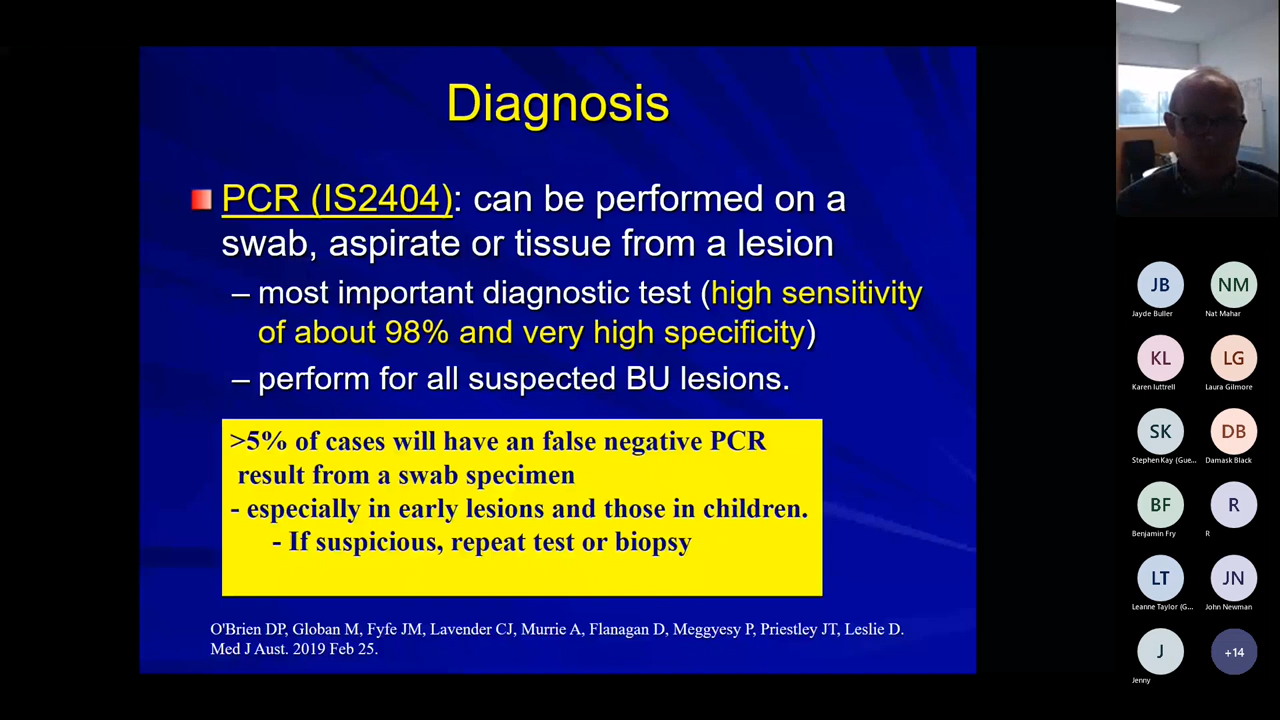 Diagnosis
PCR (IS2404): can be performed on a
swab, aspirate or tissue from a lesion
– most important diagnostic test (high sensitivity
of about 98% and very high specificity)
– perform for all suspected BU lesions.
>5% of cases will have an false negative PCR
result from a swab specimen
- especially in early lesions and those in children.
- If suspicious, repeat test or biopsy
O'Brien DP, Globan M, Fyfe JM, Lavender CJ, Murrie A, Flanagan D, Meggyesy P, Priestley JT, Leslie D.
Med J Aust. 2019 Feb 25.
JB
Jayde Buller
NM
Nat Mahar
KL
Karen luttrell
LG
Laura Gilmore
SK
Stephen Kay (Gue...
DB
Damask Black
BF
Benjamin Fry
R
R
LT
Leanne Taylor (G...
JN
John Newman
J
Jenny
+14